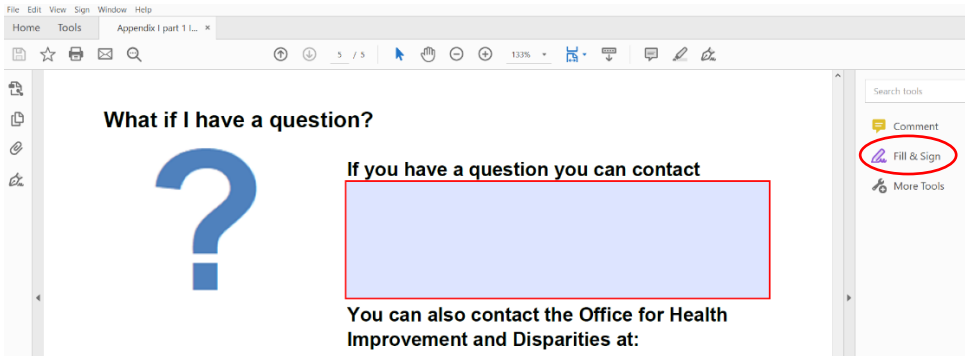 File Edit View Sign Window Help
Home Tools Appendix I part 1 I... ×
5 / 5 133%
Search tools
What if I have a question?
Comment
?
If you have a question you can contact
Fill & Sign
More Tools
You can also contact the Office for Health
Improvement and Disparities at: